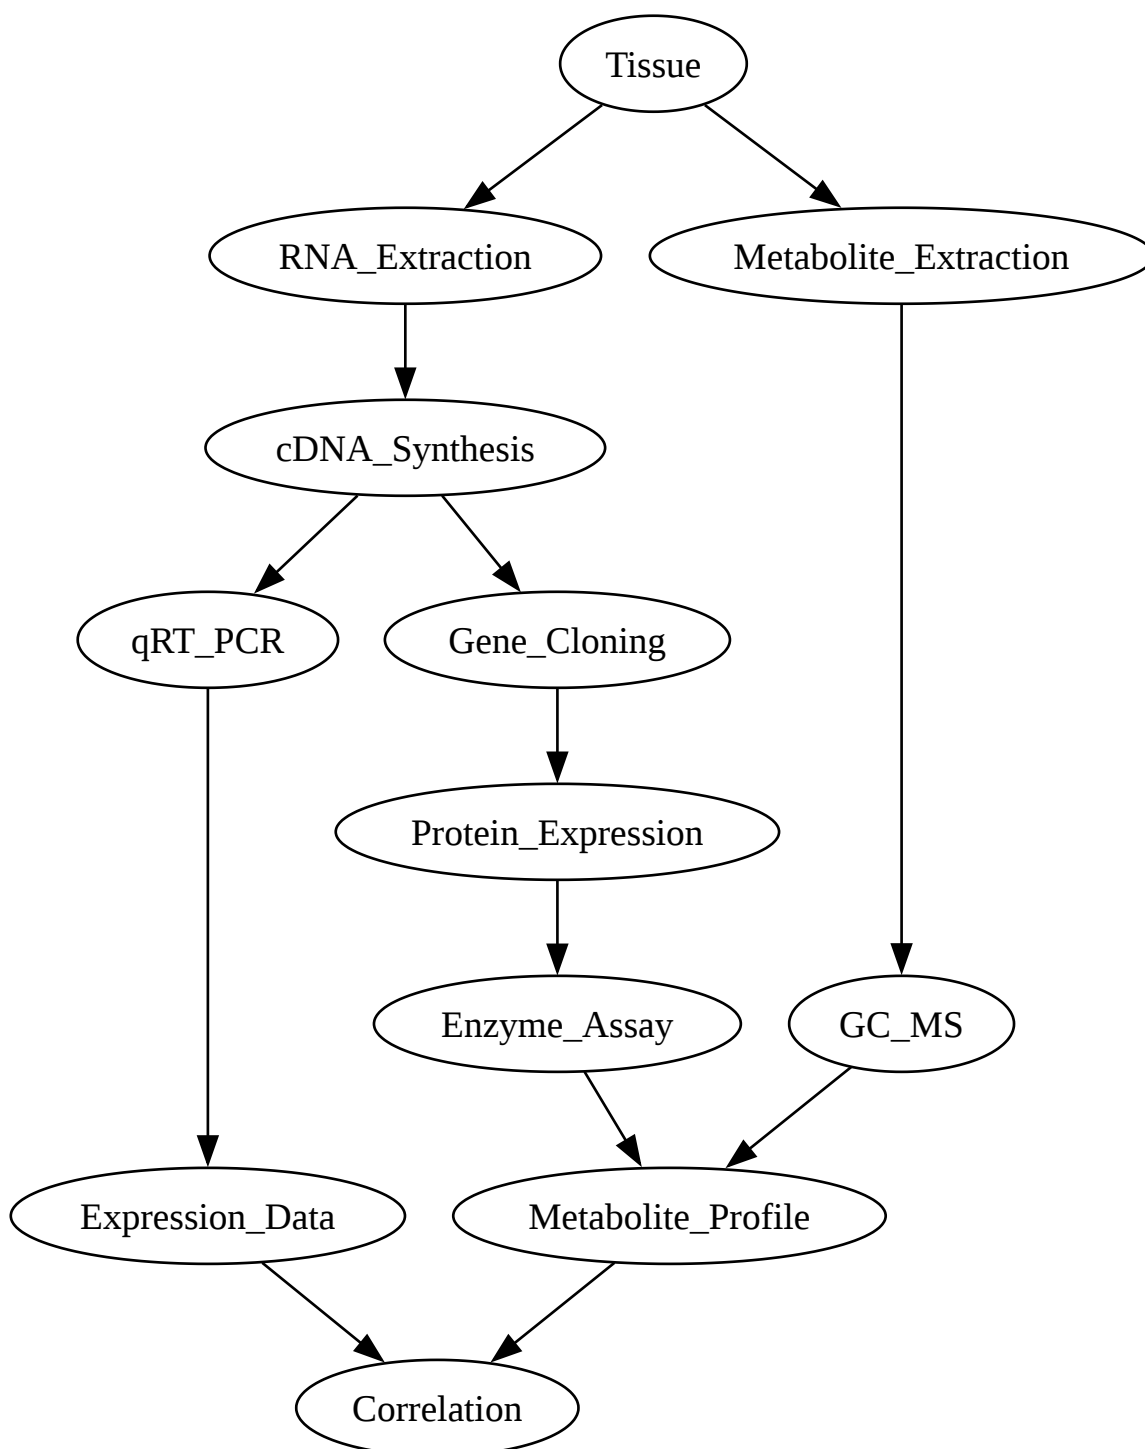 Tissue
RNA_Extraction
Metabolite_Extraction
cDNA_Synthesis
qRT_PCR
Gene_Cloning
Protein_Expression
Enzyme_Assay
GC_MS
Expression_Data
Metabolite_Profile
Correlation